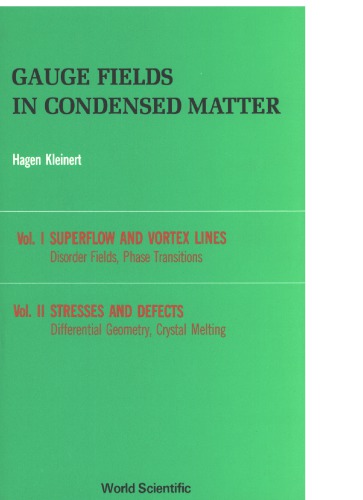 GAUGE FIELDS
IN CONDENSED MATTER
Hagen Kleinert
Vol. I SUPERFLOW AND VORTEX LINES
Disorder Fields, Phase Transitions
Vol. II STRESSES AND DEFECTS
Differential Geometry, Crystal Melting
World Scientific